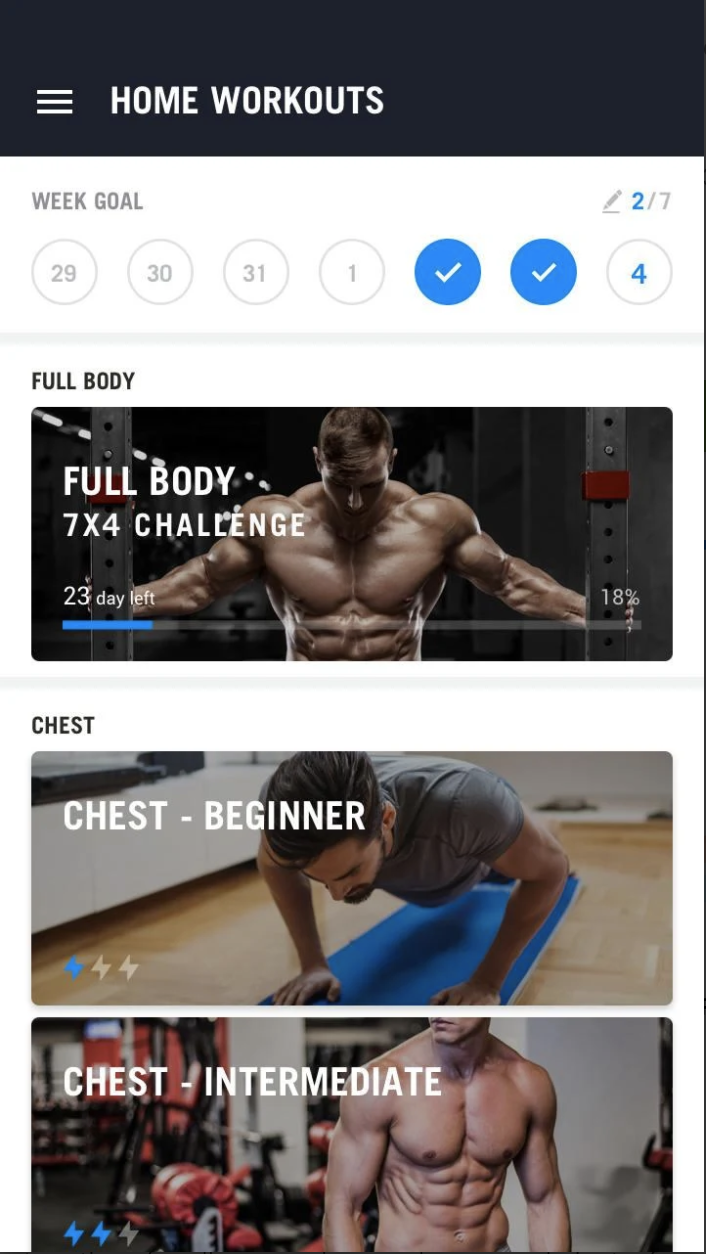 HOME WORKOUTS
WEEK GOAL 2/7
29 30 31 1 4
FULL BODY
FULL BODY
7X4 CHALLENGE
23 day left 18%
CHEST
CHEST - BEGINNER
CHEST - INTERMEDIATE